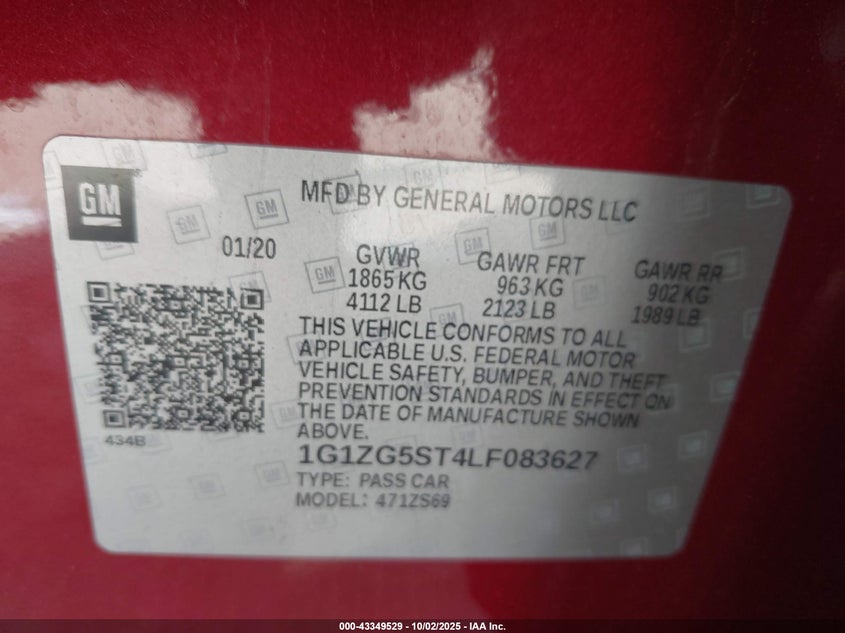 GM
MFD BY GENERAL MOTORS LLC
01/20
GVWR
1865 KG
4112 LB
GAWR FRT
963 KG
2123 LB
GAWR RR
902 KG
1989 LB
THIS VEHICLE CONFORMS TO ALL
APPLICABLE U.S. FEDERAL MOTOR
VEHICLE SAFETY, BUMPER, AND THEFT
PREVENTION STANDARDS IN EFFECT ON
THE DATE OF MANUFACTURE SHOWN
ABOVE.
434B
1G1ZG5ST4LF083627
TYPE: PASS CAR
MODEL: 471ZS69
000-43349529 - 10/02/2025 - IAA Inc.